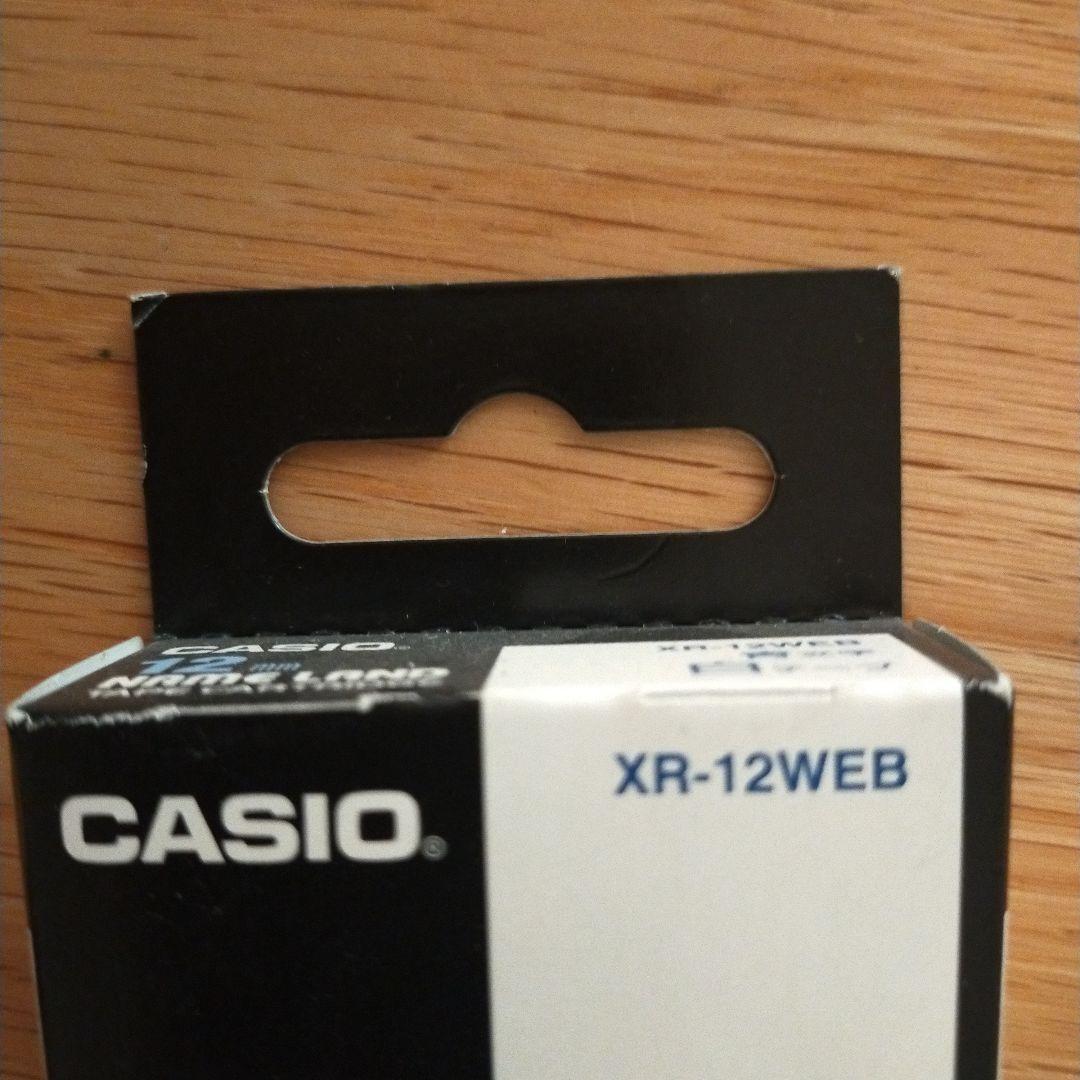 CASIO®
12 mm
NAME LAND
TAPE CARTRIDGE
XR-12WEB
CASIO®
XR-12WEB